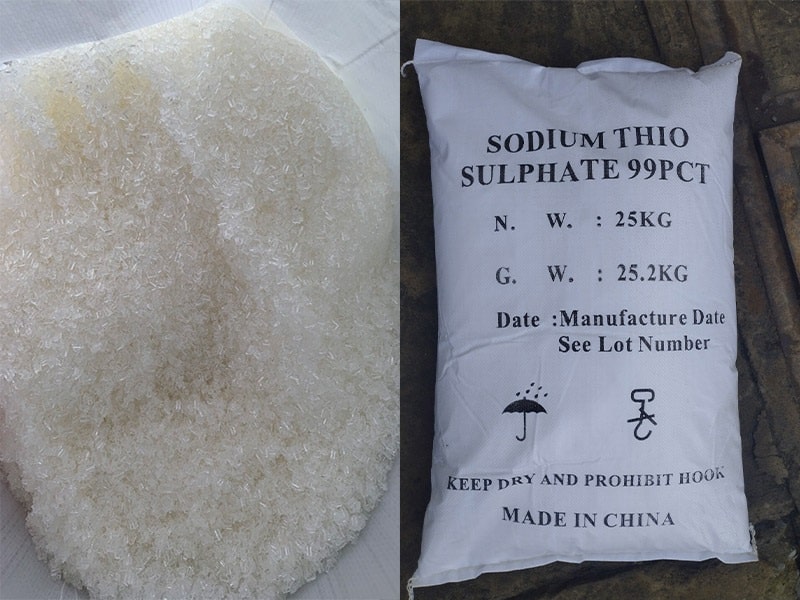 SODIUM THIO
SULPHATE 99PCT
N. W. : 25KG
G. W. : 25.2KG
Date :Manufacture Date
See Lot Number
KEEP DRY AND PROHIBIT HOOK
MADE IN CHINA